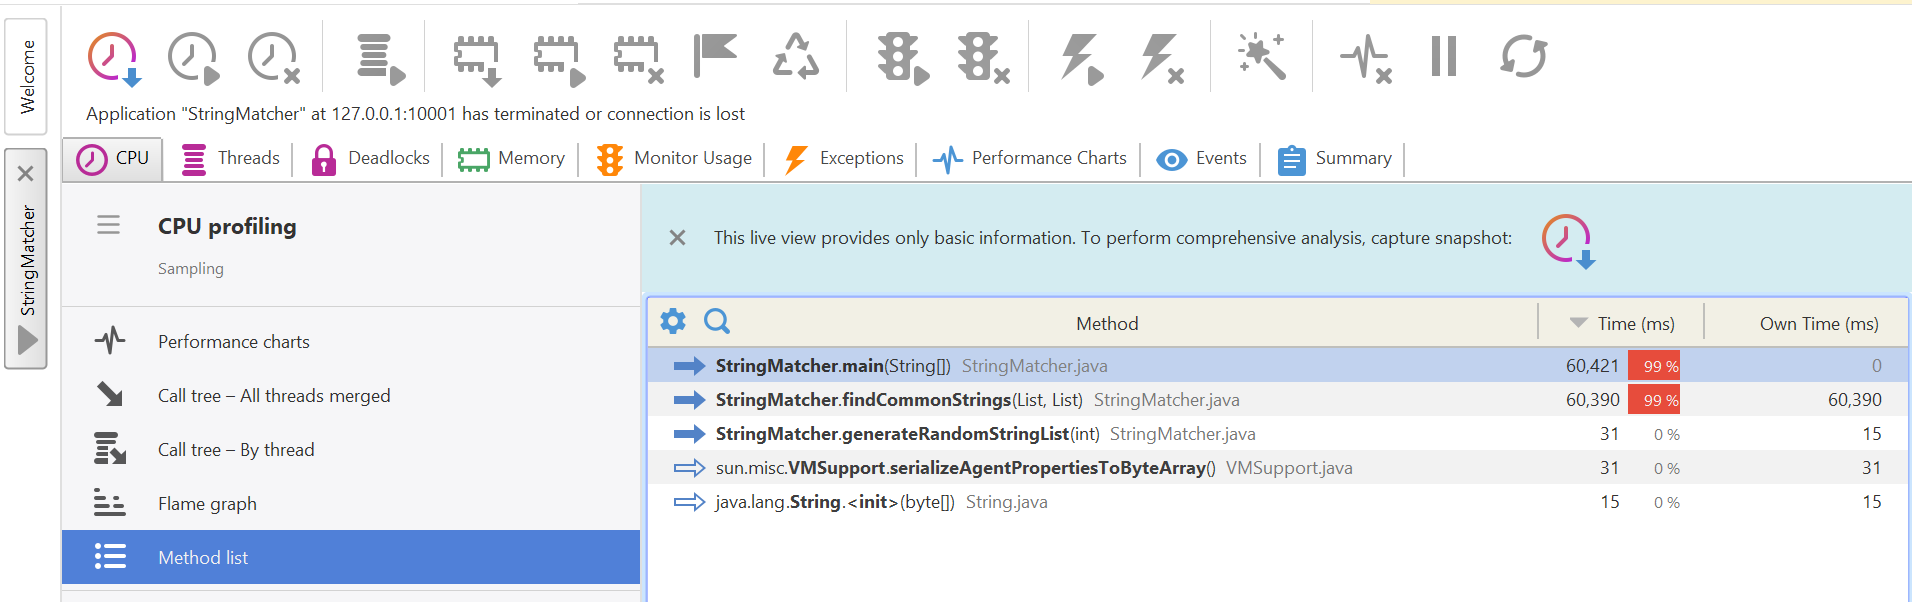 Welcome
StringMatcher
Application "StringMatcher" at 127.0.0.1:10001 has terminated or connection is lost
CPU Threads Deadlocks Memory Monitor Usage Exceptions Performance Charts Events Summary
CPU profiling
Sampling
Performance charts
Call tree – All threads merged
Call tree – By thread
Flame graph
Method list
This live view provides only basic information. To perform comprehensive analysis, capture snapshot:
Method Time (ms) Own Time (ms)
StringMatcher.main(String[]) StringMatcher.java 60,421 99 % 0
StringMatcher.findCommonStrings(List, List) StringMatcher.java 60,390 99 % 60,390
StringMatcher.generateRandomStringList(int) StringMatcher.java 31 0 % 15
sun.misc.VMSupport.serializeAgentPropertiesToByteArray() VMSupport.java 31 0 % 31
java.lang.String.<init>(byte[]) String.java 15 0 % 15